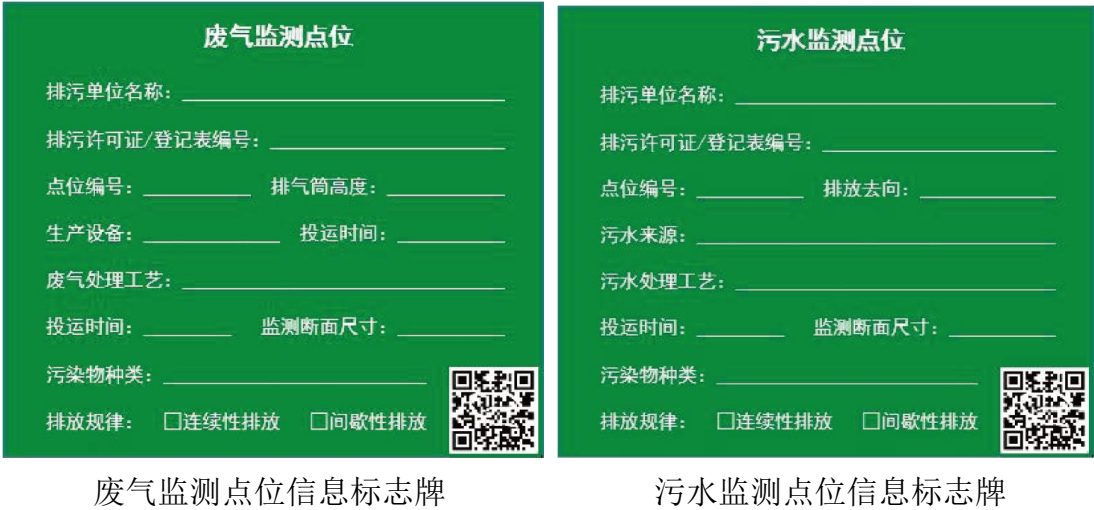 废气监测点位
排污单位名称：
排污许可证/登记表编号：
点位编号： 排气筒高度：
生产设备： 投运时间：
废气处理工艺：
投运时间： 监测断面尺寸：
污染物种类：
排放规律： □连续性排放 □间歇性排放
废气监测点位信息标志牌
污水监测点位
排污单位名称：
排污许可证/登记表编号：
点位编号： 排放去向：
污水来源：
污水处理工艺：
投运时间： 监测断面尺寸：
污染物种类：
排放规律： □连续性排放 □间歇性排放
污水监测点位信息标志牌